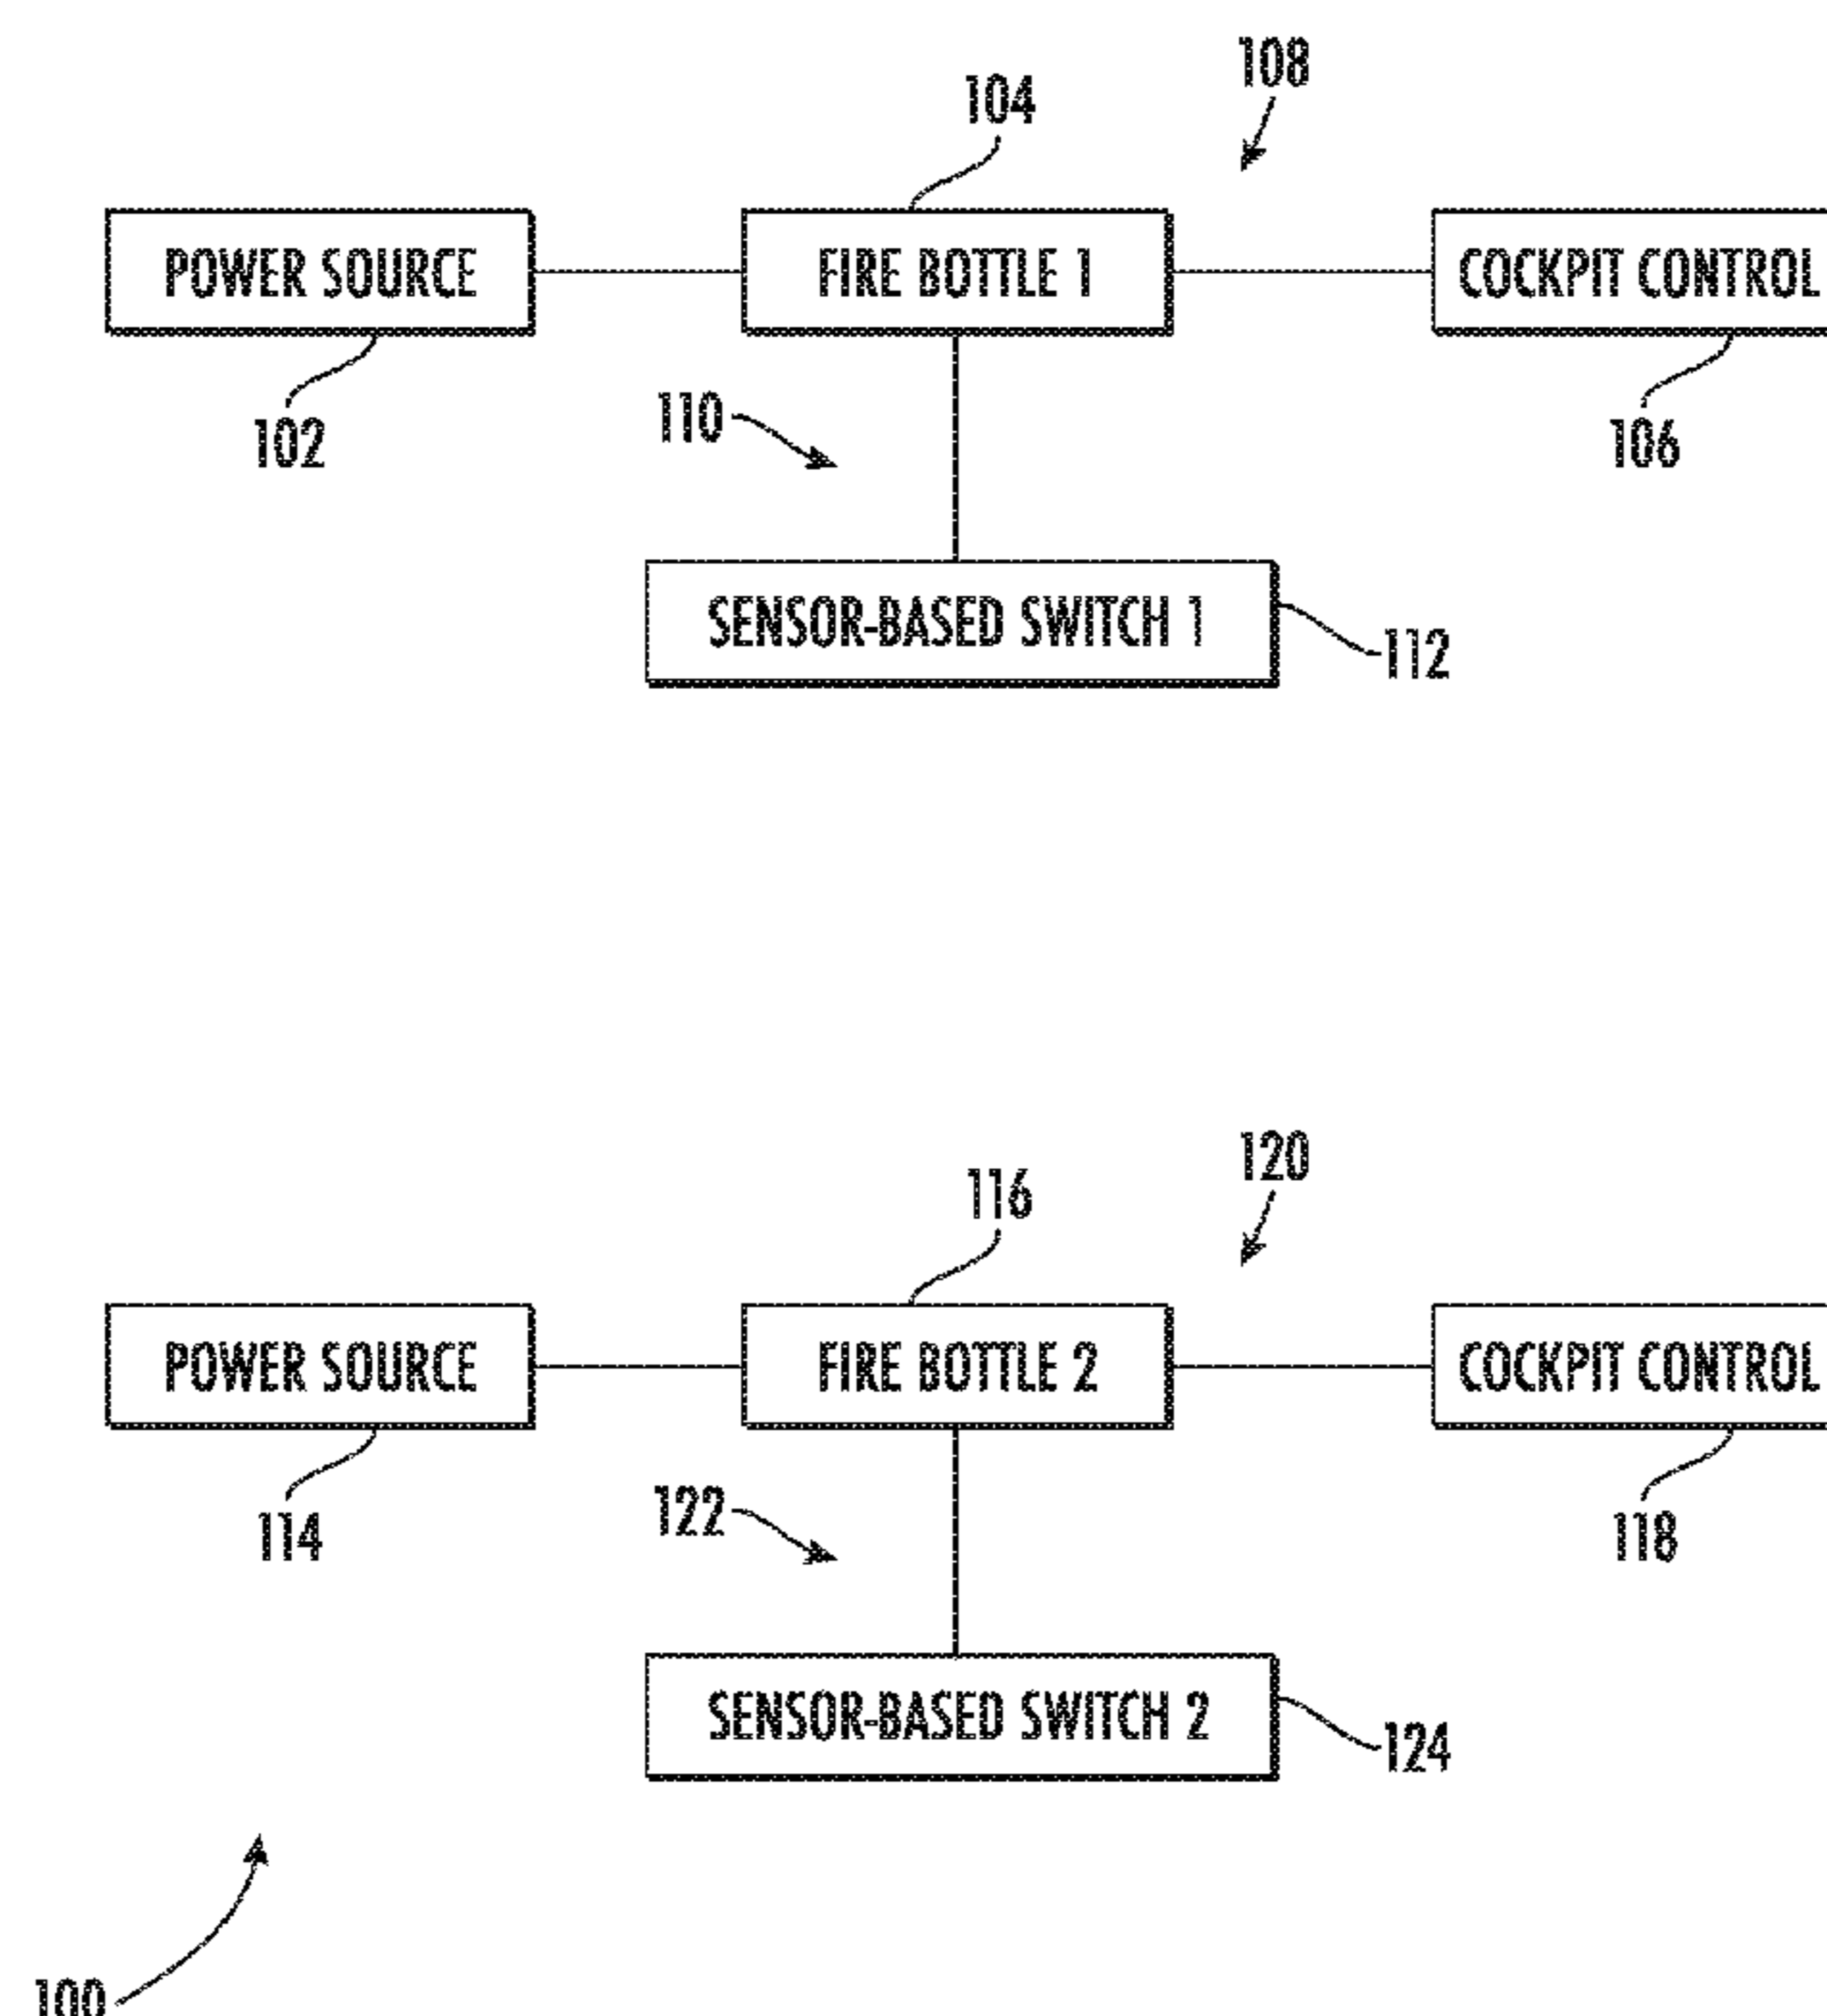 108
104
POWER SOURCE
FIRE BOTTLE 1
COCKPIT CONTROL
110
102
106
SENSOR-BASED SWITCH 1
112
120
116
POWER SOURCE
FIRE BOTTLE 2
COCKPIT CONTROL
122
114
118
SENSOR-BASED SWITCH 2
124
100